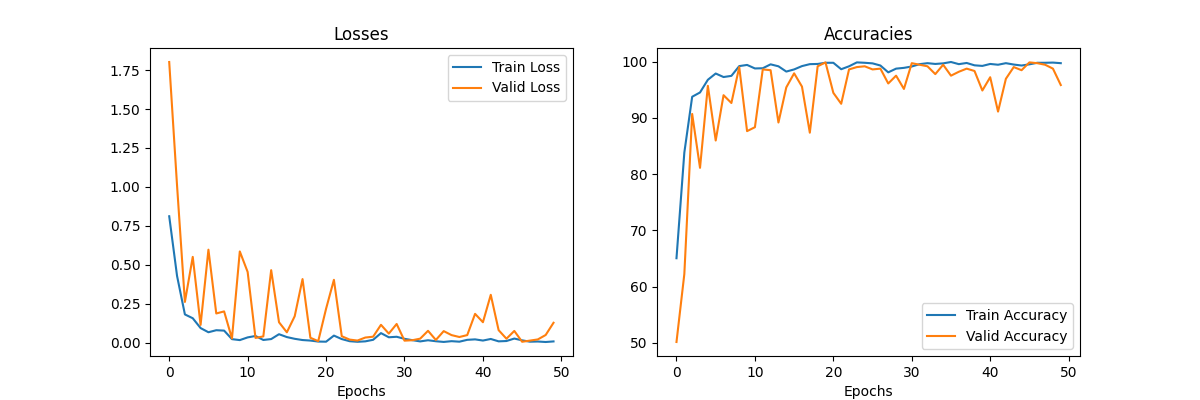 Losses
1.75
1.50
1.25
1.00
0.75
0.50
0.25
0.00
Train Loss
Valid Loss
0 10 20 30 40 50
Epochs
Accuracies
100
90
80
70
60
50
Train Accuracy
Valid Accuracy
0 10 20 30 40 50
Epochs